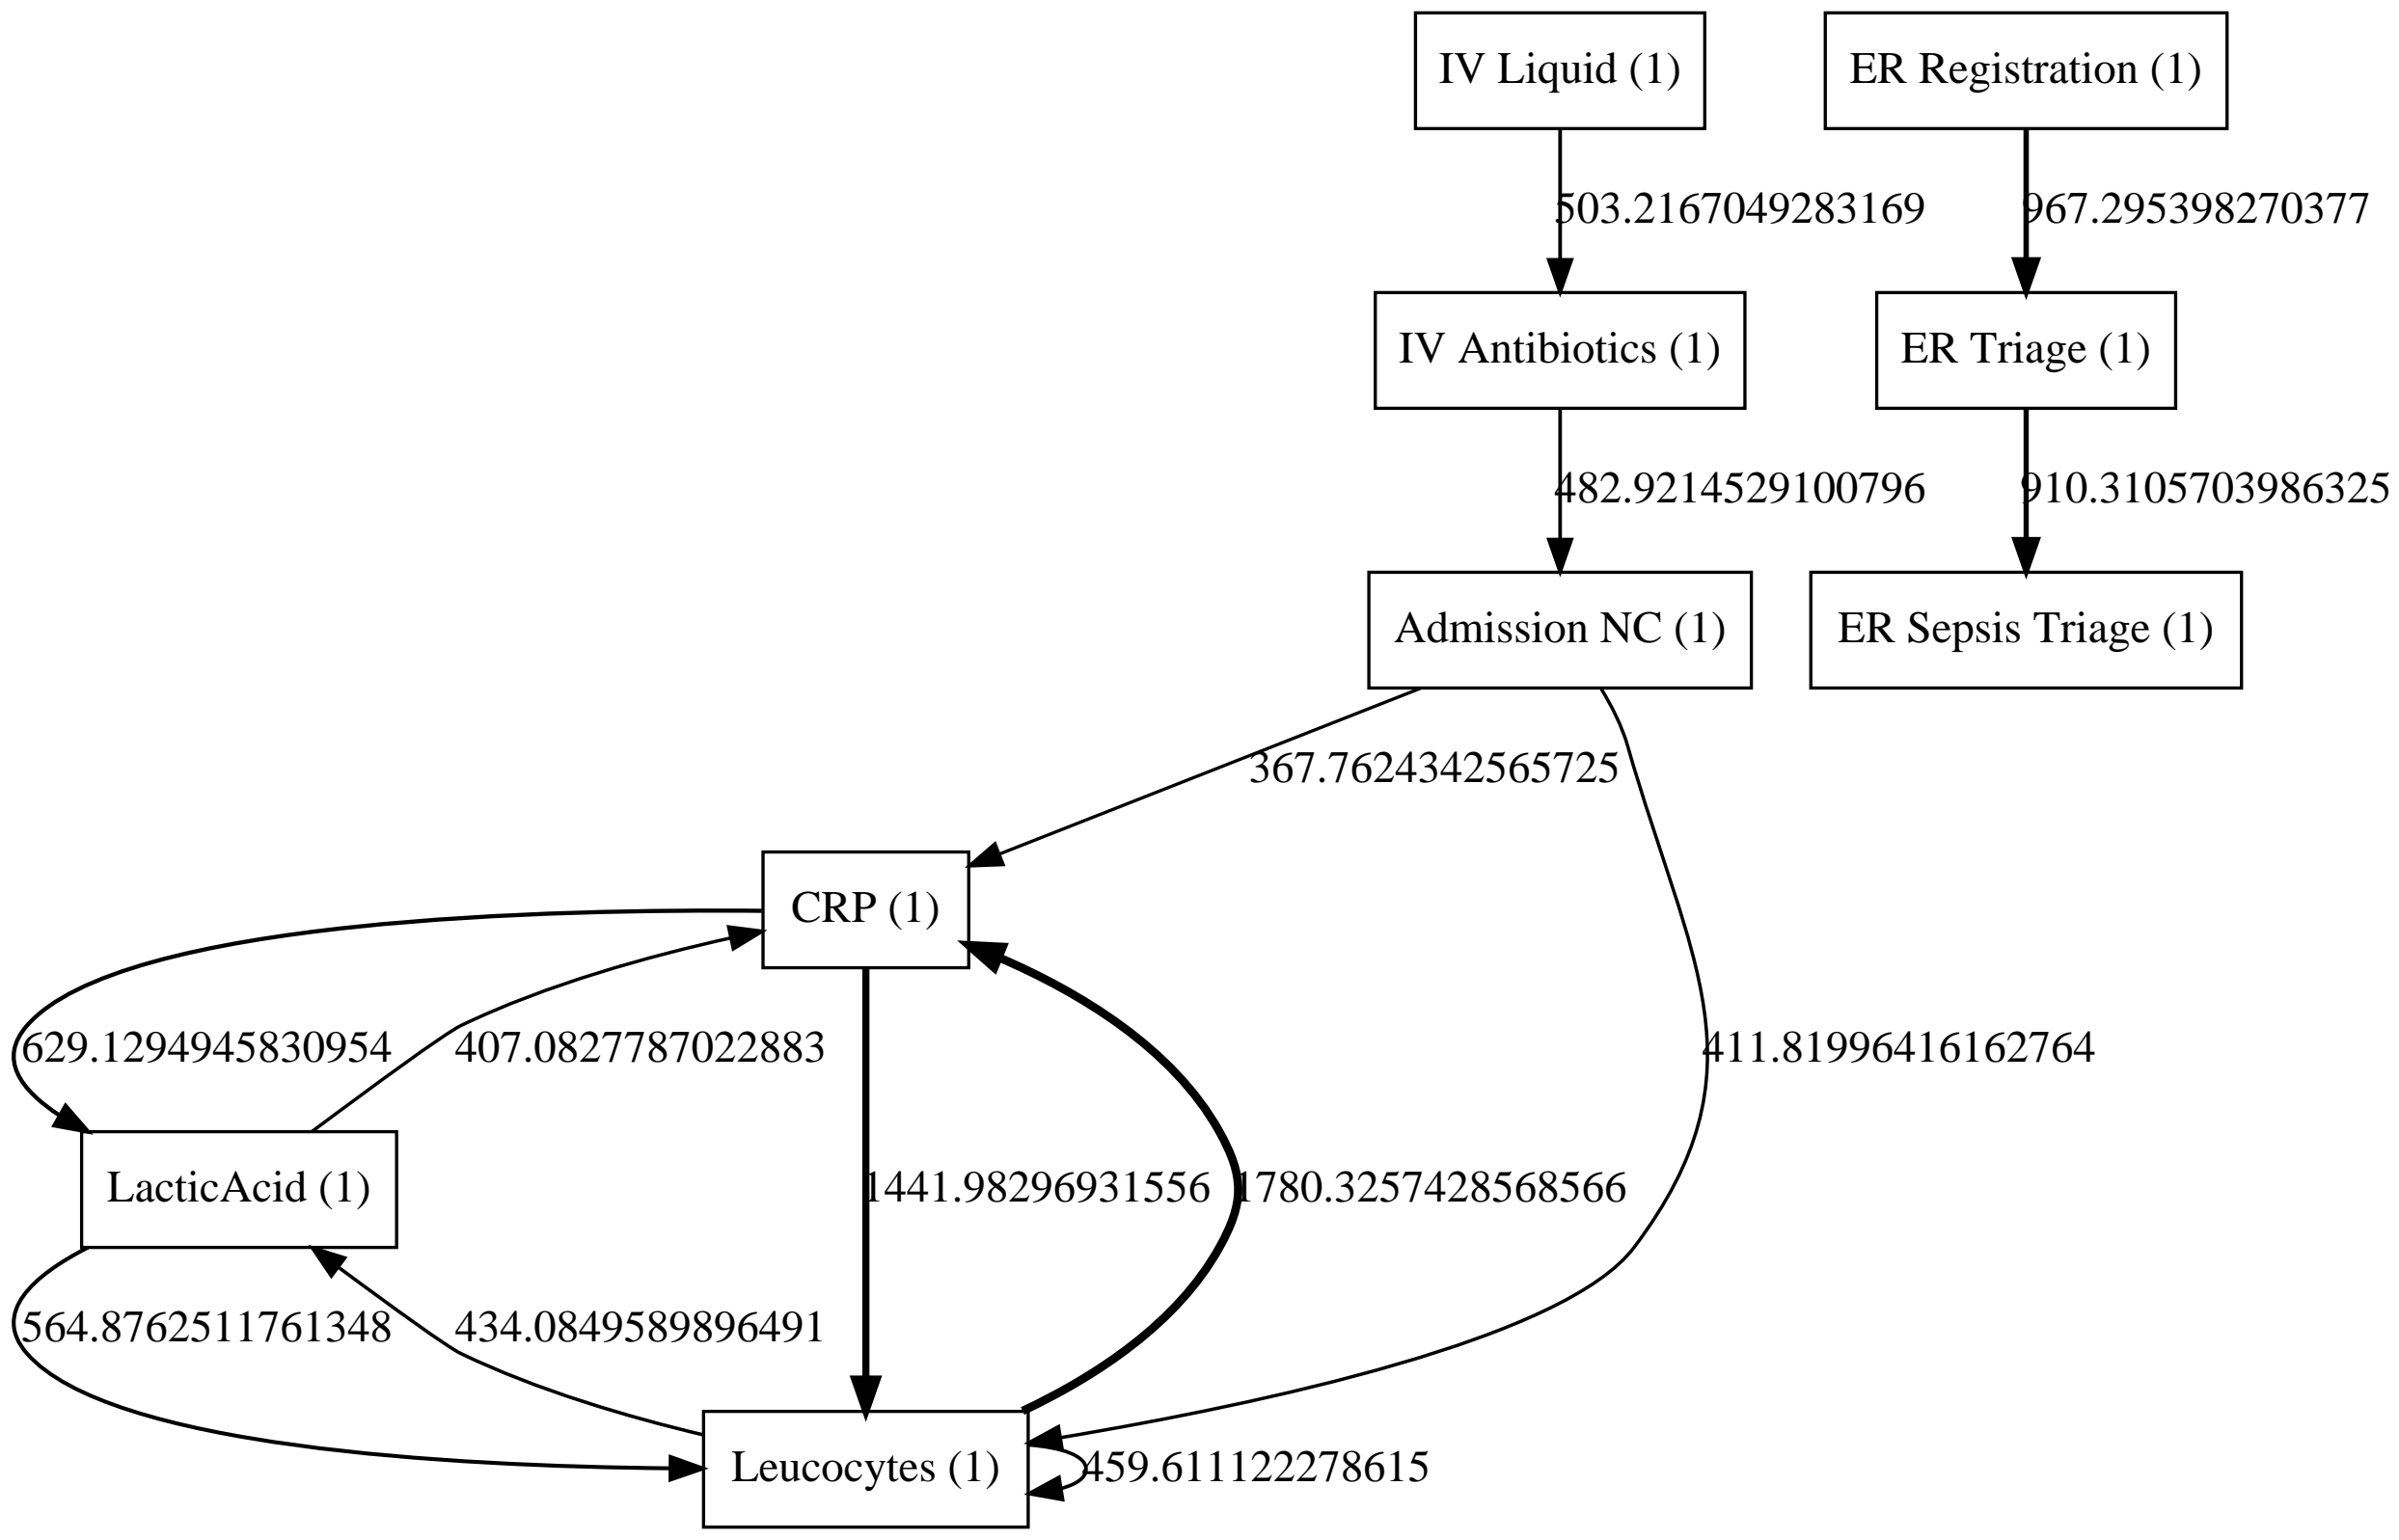 IV Liquid (1)
ER Registration (1)
503.2167049283169
967.295398270377
IV Antibiotics (1)
ER Triage (1)
482.9214529100796
910.3105703986325
Admission NC (1)
ER Sepsis Triage (1)
367.7624342565725
CRP (1)
629.1294945830954
407.0827787022883
411.81996416162764
LacticAcid (1)
1441.98296931556
1780.3257428568566
564.8762511761348
434.0849589896491
Leucocytes (1)
459.611122278615